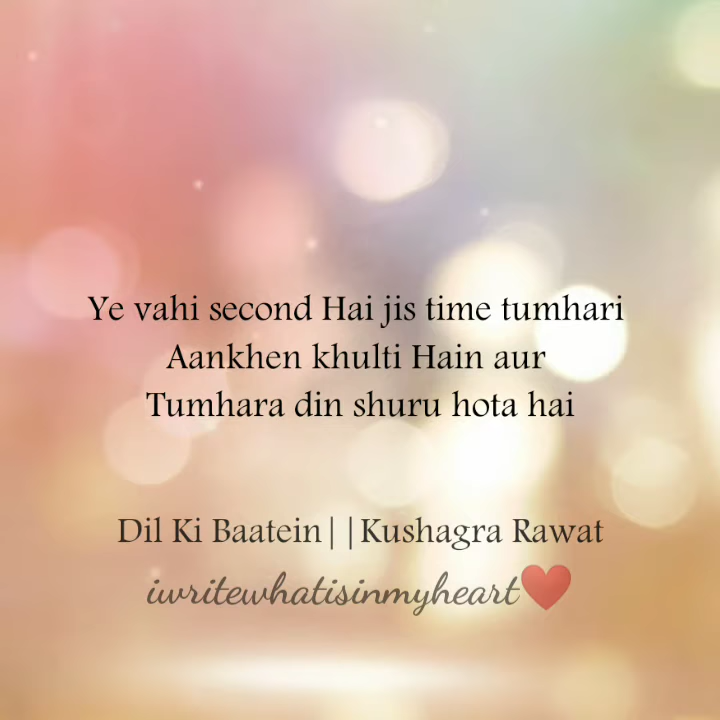 Ye vahi second Hai jis time tumhari
Aankhen khulti Hain aur
Tumhara din shuru hota hai
Dil Ki Baatein||Kushagra Rawat
iwritewhatisinmyheart❤️